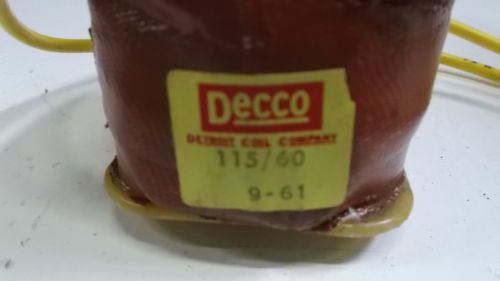 Decco
DETROIT COIL COMPANY
115/60
9-61